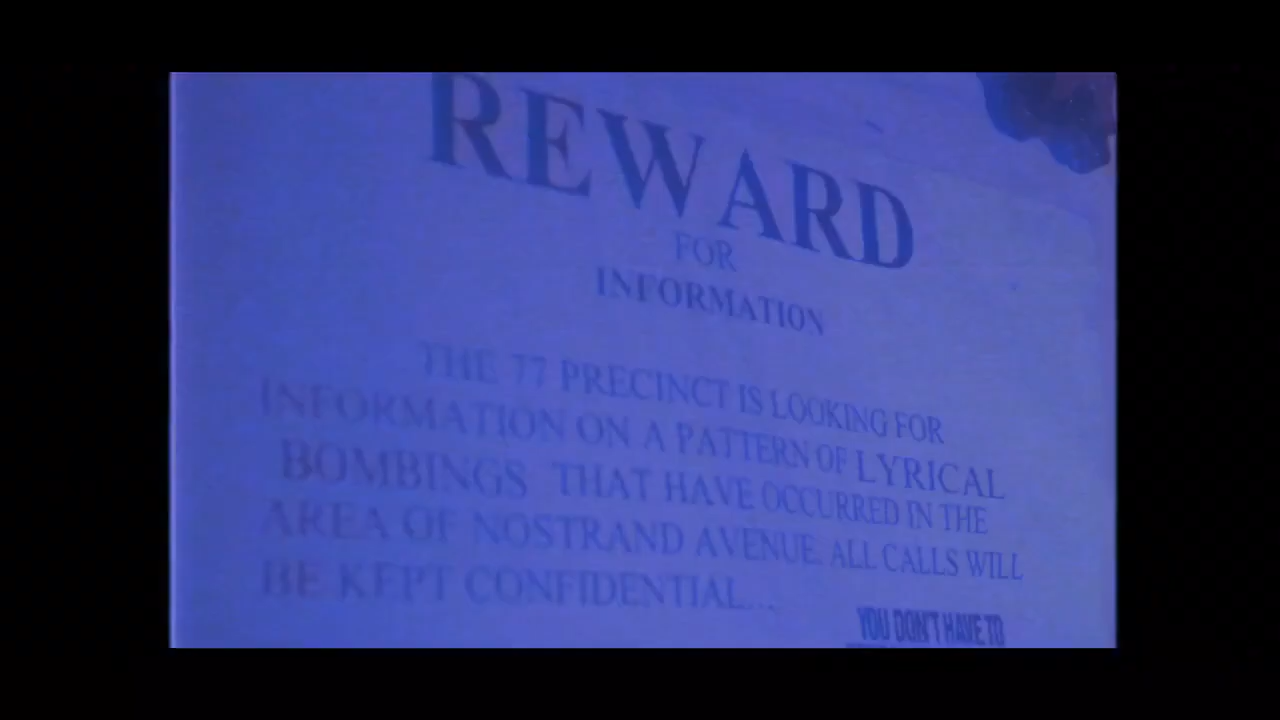 REWARD
FOR
INFORMATION
THE 77 PRECINCT IS LOOKING FOR
INFORMATION ON A PATTERN OF LYRICAL
BOMBINGS THAT HAVE OCCURRED IN THE
AREA OF NOSTRAND AVENUE. ALL CALLS WILL
BE KEPT CONFIDENTIAL...
YOU DON'T HAVE TO